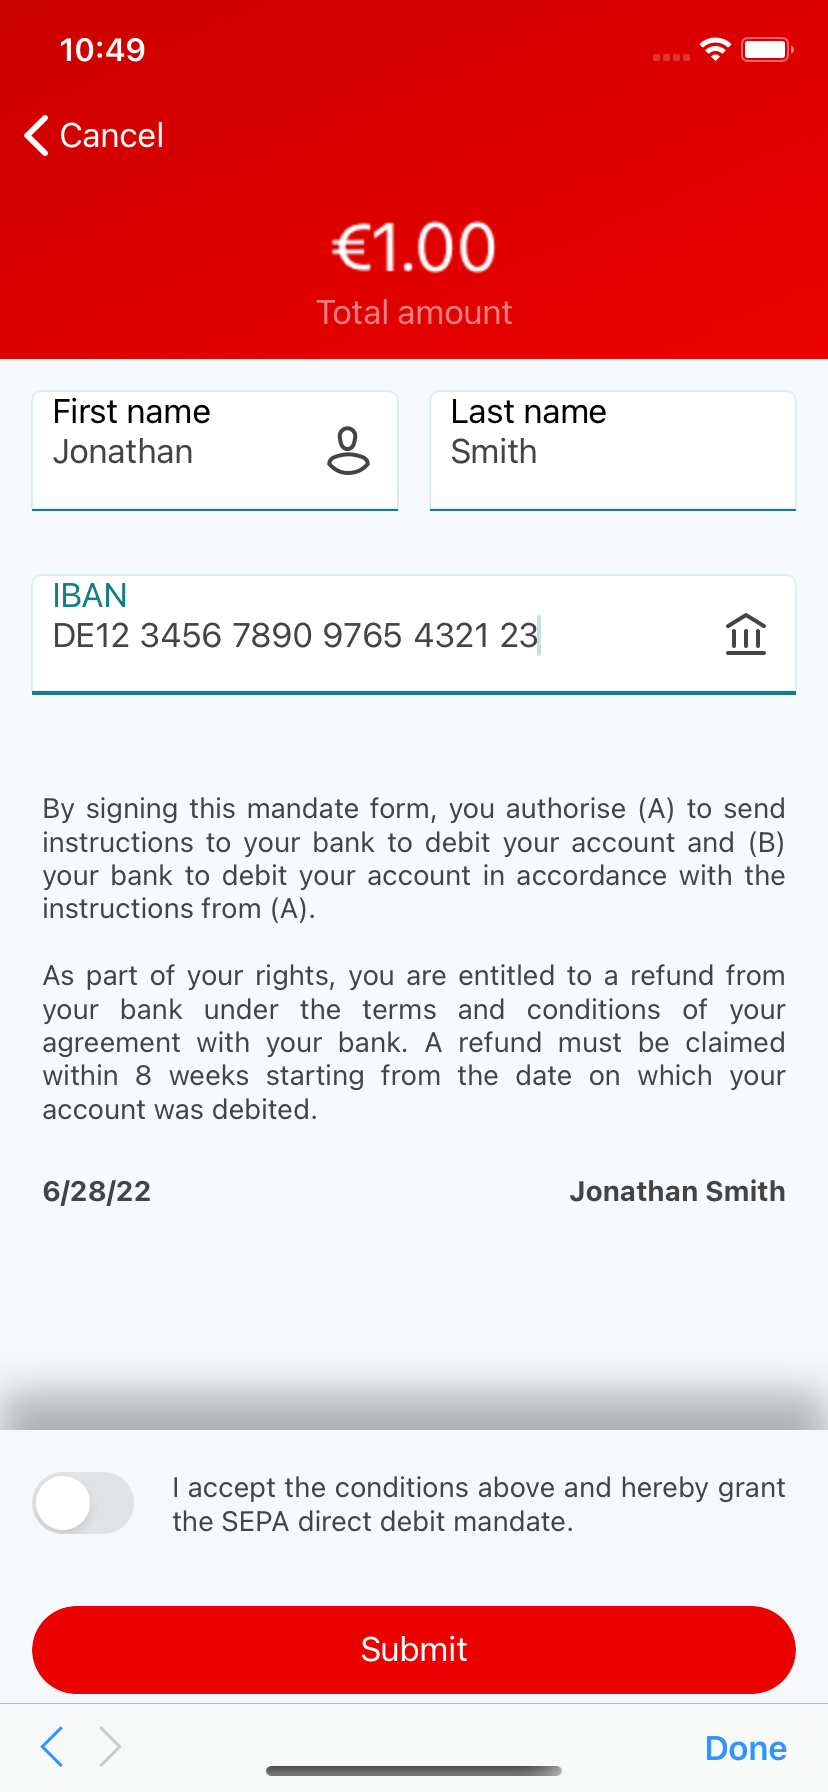 10:49
Cancel
€1.00
Total amount
First name
Jonathan
Last name
Smith
IBAN
DE12 3456 7890 9765 4321 23
By signing this mandate form, you authorise (A) to send
instructions to your bank to debit your account and (B)
your bank to debit your account in accordance with the
instructions from (A).
As part of your rights, you are entitled to a refund from
your bank under the terms and conditions of your
agreement with your bank. A refund must be claimed
within 8 weeks starting from the date on which your
account was debited.
6/28/22 Jonathan Smith
I accept the conditions above and hereby grant
the SEPA direct debit mandate.
Submit
Done